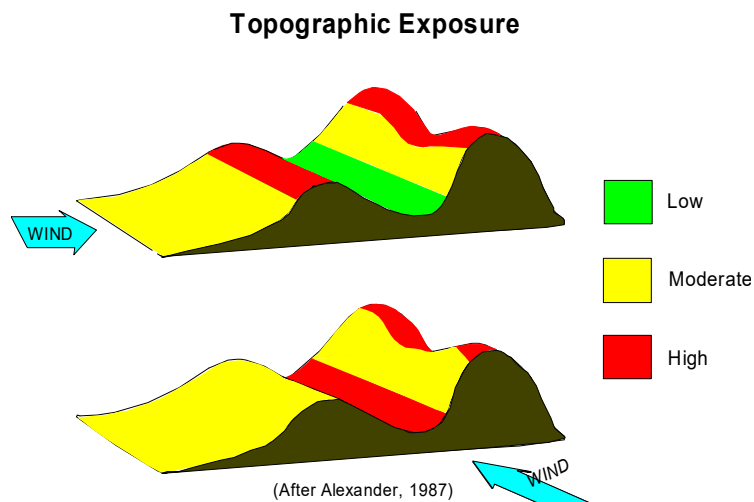 Topographic Exposure
WIND
Low
Moderate
High
WIND
(After Alexander, 1987)